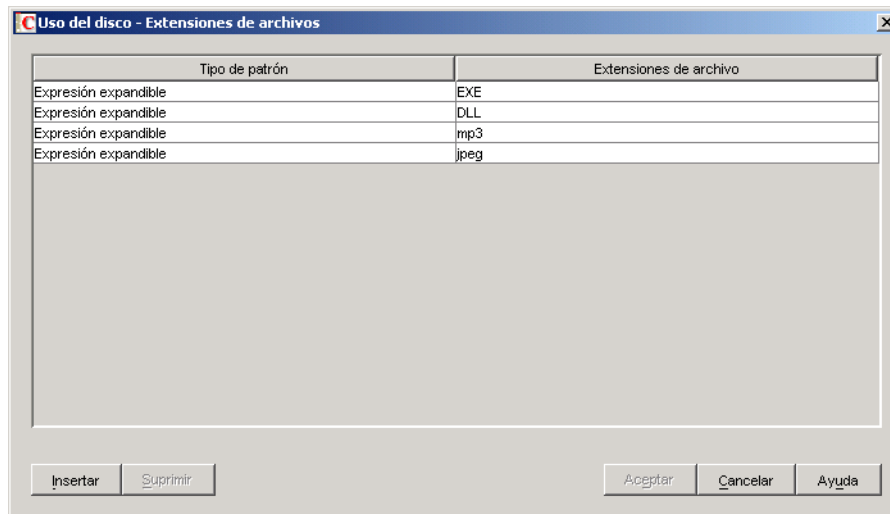 Uso del disco - Extensiones de archivos
Tipo de patrón Extensiones de archivo
Expresión expandible EXE
Expresión expandible DLL
Expresión expandible mp3
Expresión expandible jpeg
Insertar Suprimir Aceptar Cancelar Ayuda